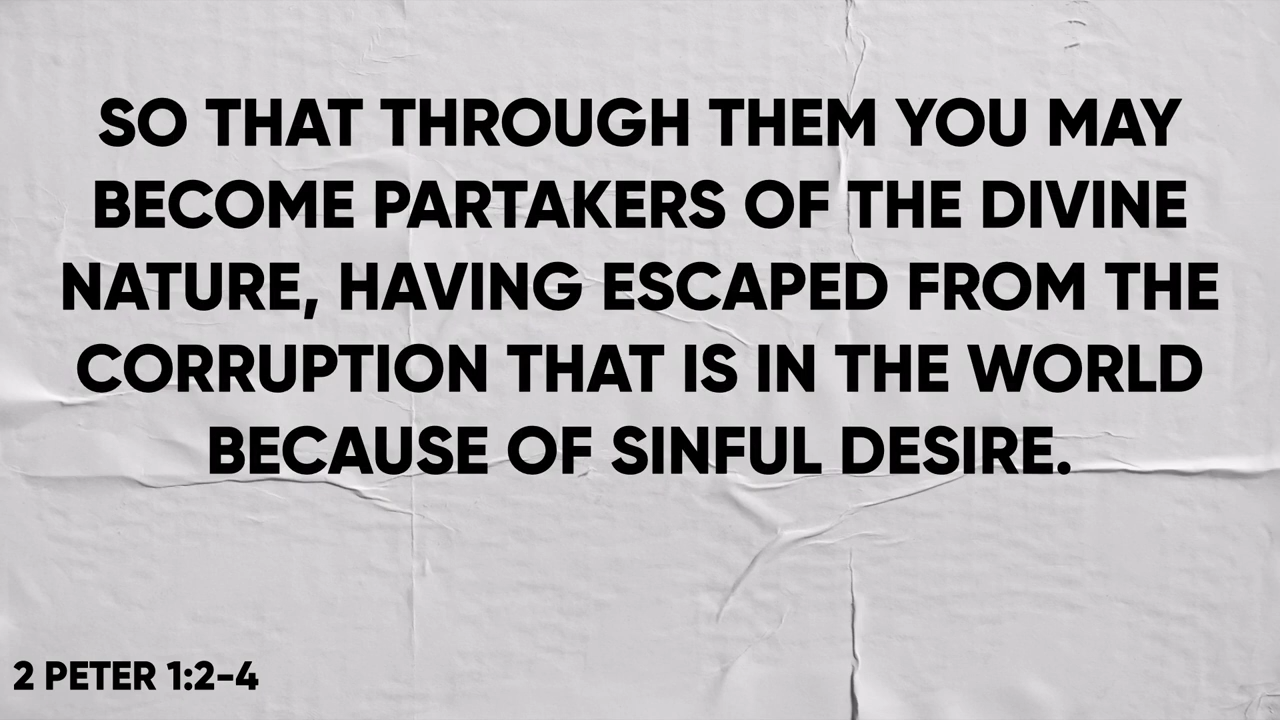 SO THAT THROUGH THEM YOU MAY
BECOME PARTAKERS OF THE DIVINE
NATURE, HAVING ESCAPED FROM THE
CORRUPTION THAT IS IN THE WORLD
BECAUSE OF SINFUL DESIRE.
2 PETER 1:2-4